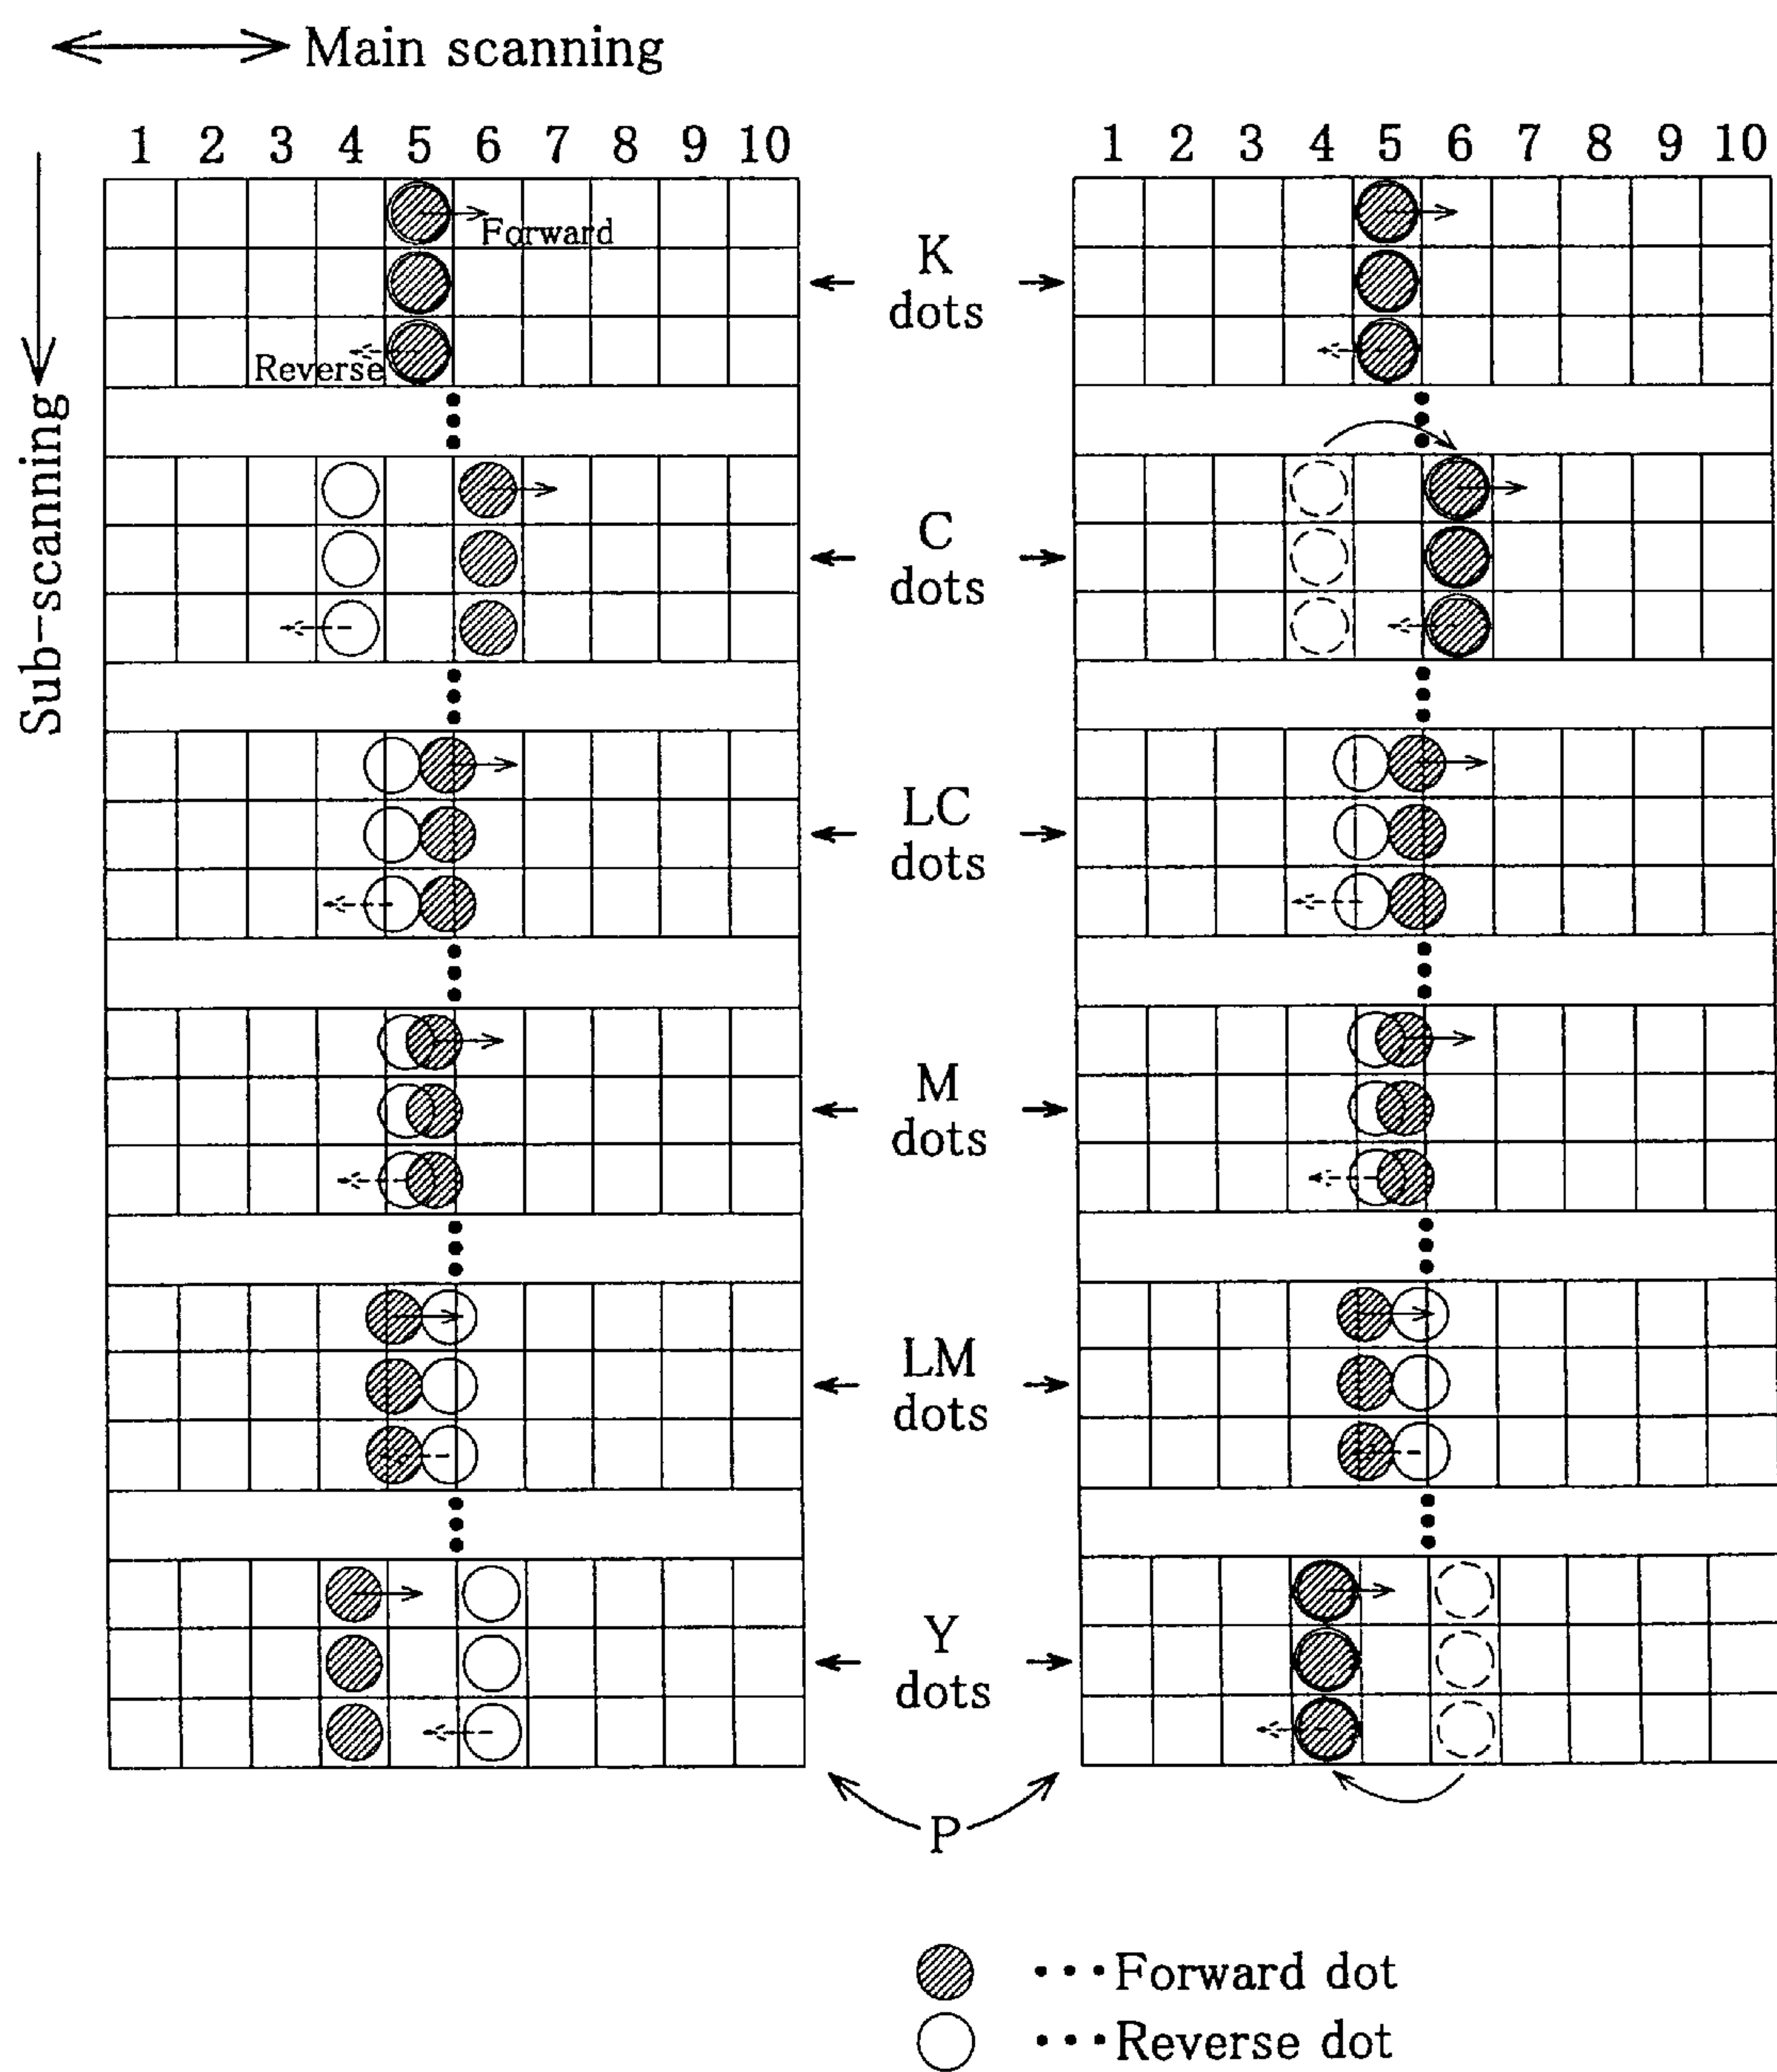 Main scanning
1 2 3 4 5 6 7 8 9 10
1 2 3 4 5 6 7 8 9 10
Sub-scanning
Forward
Reverse
K
dots
C
dots
LC
dots
M
dots
LM
dots
Y
dots
P
•••Forward dot
•••Reverse dot